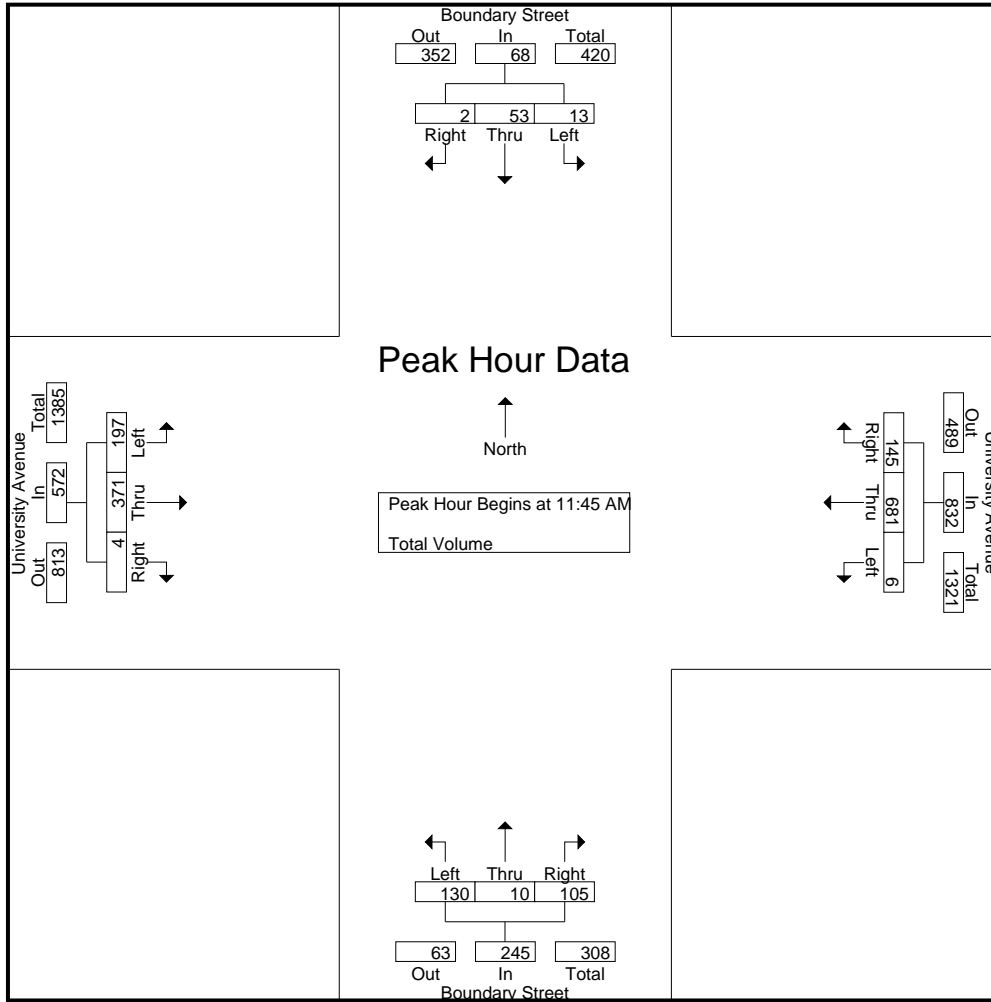 Boundary Street
Out In Total
352 68 420
2 53 13
Right Thru Left
Peak Hour Data
North
Peak Hour Begins at 11:45 AM
Total Volume
University Avenue
Total In Out
1385 572 813
197 371 4
Left Thru Right
University Avenue
Out In Total
489 832 1321
145 681 6
Right Thru Left
Left Thru Right
130 10 105
63 245 308
Out In Total
Boundary Street